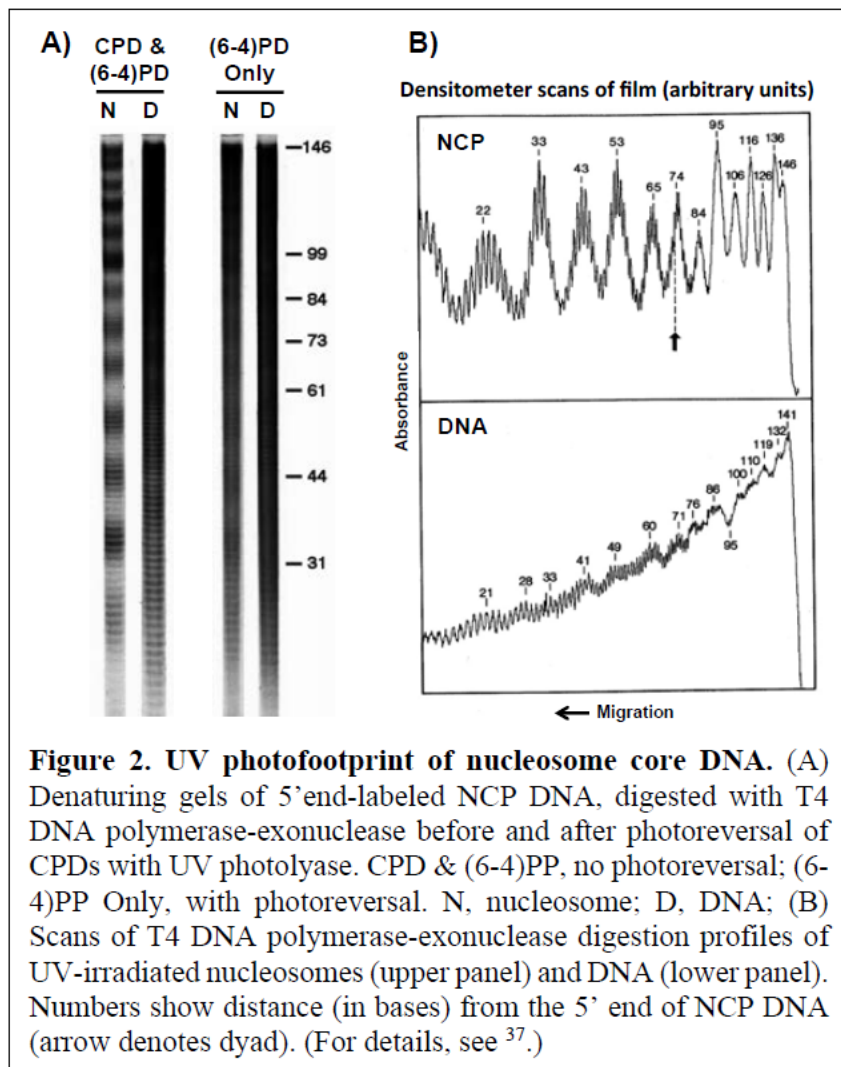 A)
CPD &
(6-4)PD
(6-4)PD
Only
N D N D
146
99
84
73
61
44
31
B)
Densitometer scans of film (arbitrary units)
NCP
22 33 43 53 65 74 84 95 106 116 126 136 146
Absorbance
DNA
21 28 33 41 49 60 71 76 86 95 100 110 119 132 141
← Migration
Figure 2. UV photofootprint of nucleosome core DNA. (A)
Denaturing gels of 5’end-labeled NCP DNA, digested with T4
DNA polymerase-exonuclease before and after photoreversal of
CPDs with UV photolyase. CPD & (6-4)PP, no photoreversal; (6-
4)PP Only, with photoreversal. N, nucleosome; D, DNA; (B)
Scans of T4 DNA polymerase-exonuclease digestion profiles of
UV-irradiated nucleosomes (upper panel) and DNA (lower panel).
Numbers show distance (in bases) from the 5’ end of NCP DNA
(arrow denotes dyad). (For details, see 37.)